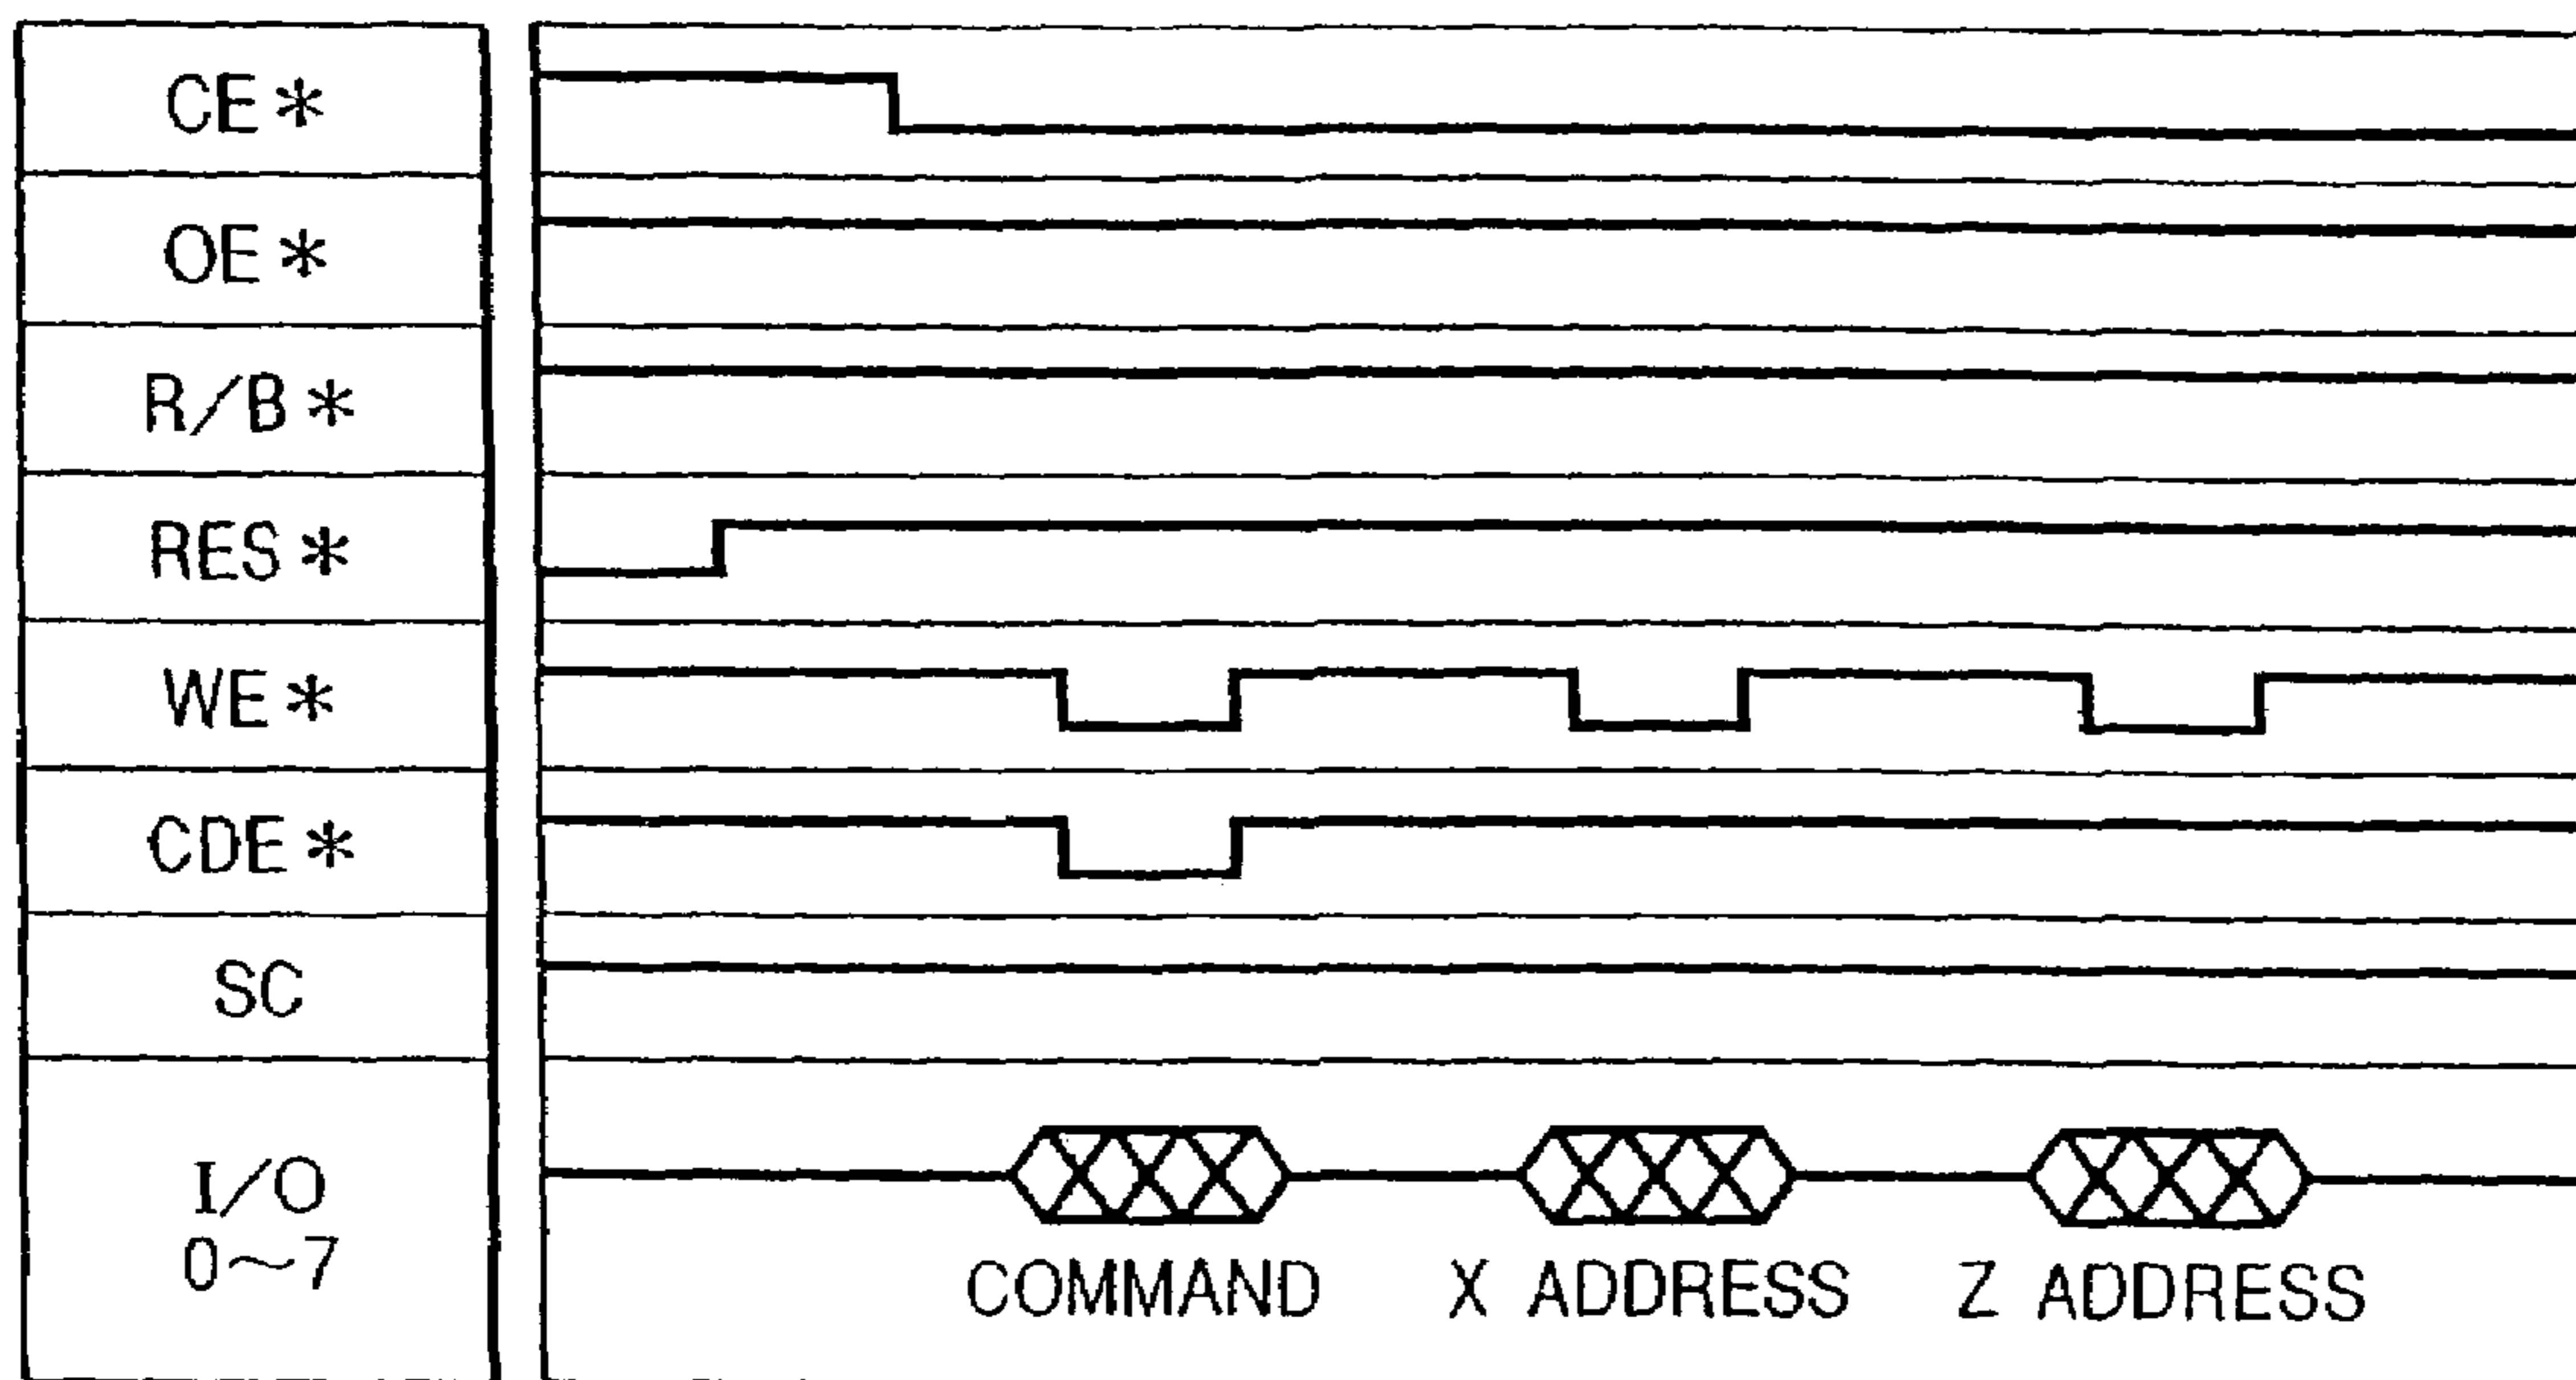 CE*
OE*
R/B*
RES*
WE*
CDE*
SC
I/O
0~7
COMMAND X ADDRESS Z ADDRESS